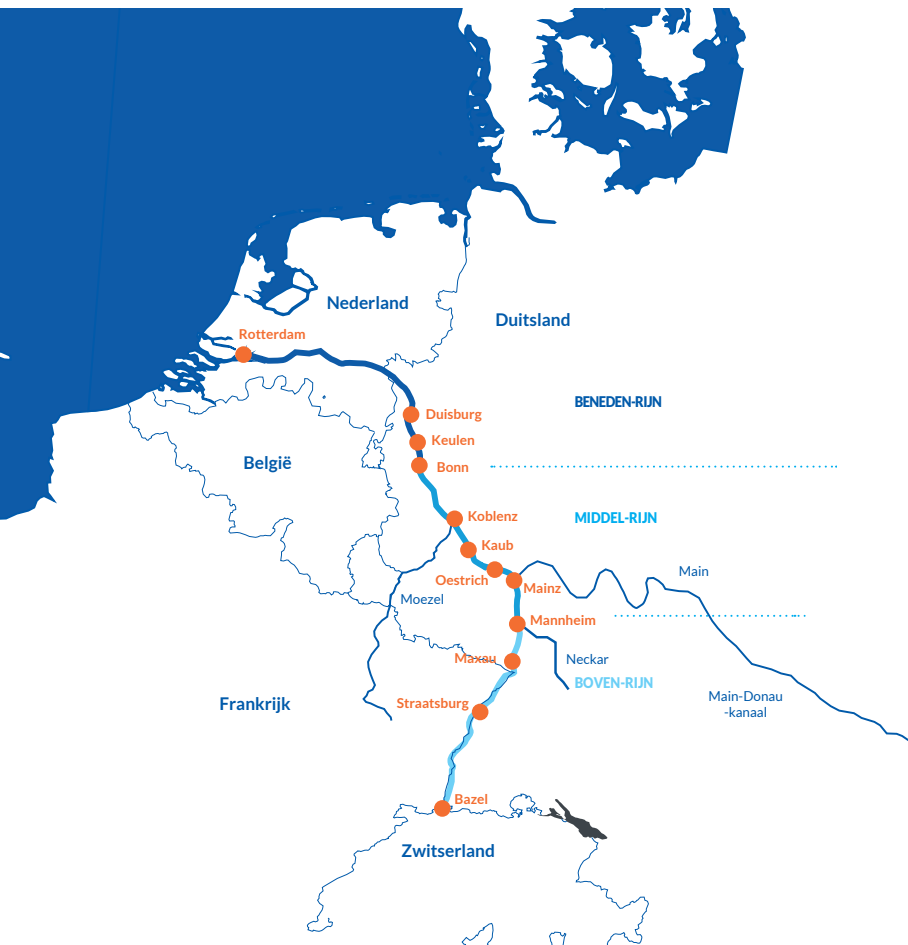 Nederland
Duitsland
Rotterdam
BENEDEN-RIJN
Duisburg
Keulen
België
Bonn
MIDDEL-RIJN
Koblenz
Kaub
Main
Oestrich
Mainz
Moezel
Mannheim
Maxau
Neckar
BOVEN-RIJN
Main-Donau
-kanaal
Straatsburg
Frankrijk
Bazel
Zwitserland